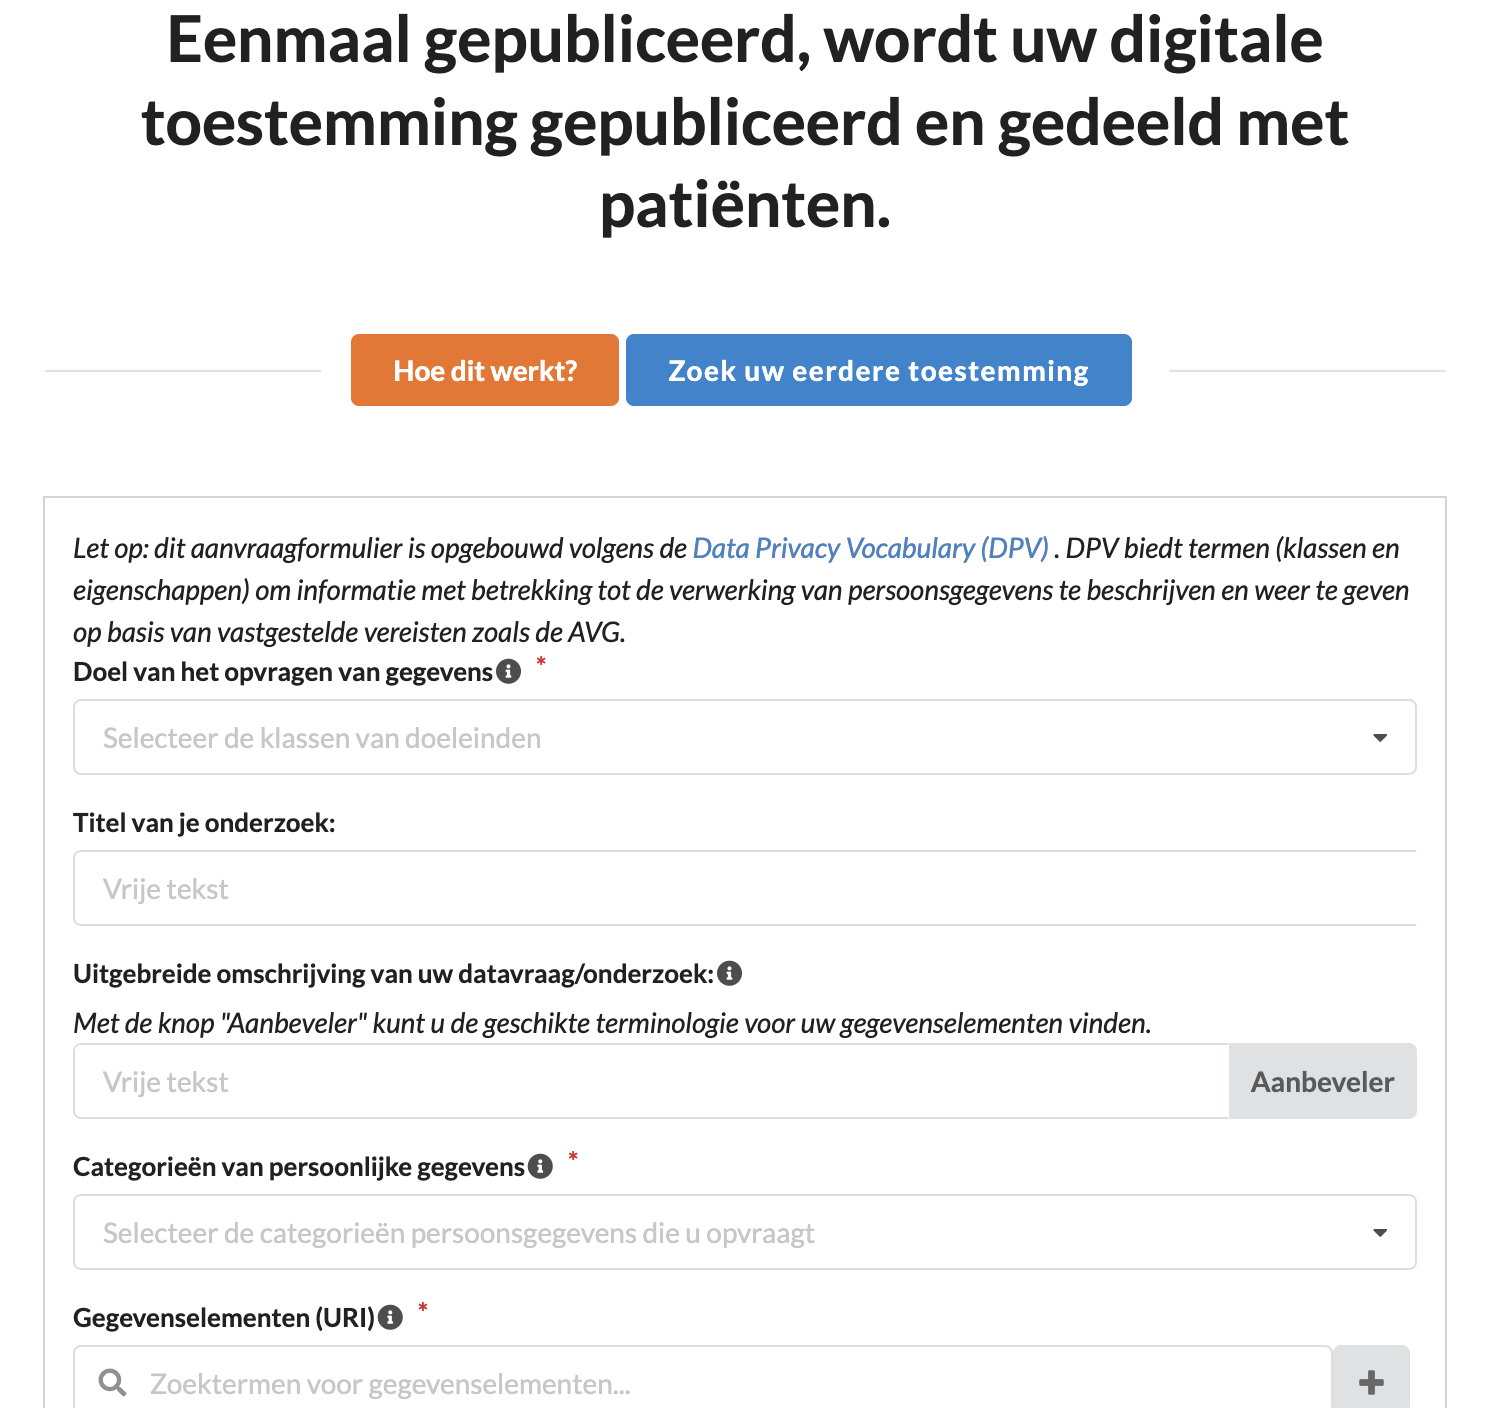 Eenmaal gepubliceerd, wordt uw digitale
toestemming gepubliceerd en gedeeld met
patiënten.
Hoe dit werkt?
Zoek uw eerdere toestemming
Let op: dit aanvraagformulier is opgebouwd volgens de Data Privacy Vocabulary (DPV) . DPV biedt termen (klassen en
eigenschappen) om informatie met betrekking tot de verwerking van persoonsgegevens te beschrijven en weer te geven
op basis van vastgestelde vereisten zoals de AVG.
Doel van het opvragen van gegevens *
Selecteer de klassen van doeleinden
Titel van je onderzoek:
Vrije tekst
Uitgebreide omschrijving van uw datavraag/onderzoek:
Met de knop "Aanbeveler" kunt u de geschikte terminologie voor uw gegevenselementen vinden.
Vrije tekst
Aanbeveler
Categorieën van persoonlijke gegevens *
Selecteer de categorieën persoonsgegevens die u opvraagt
Gegevenselementen (URI) *
Zoektermen voor gegevenselementen...